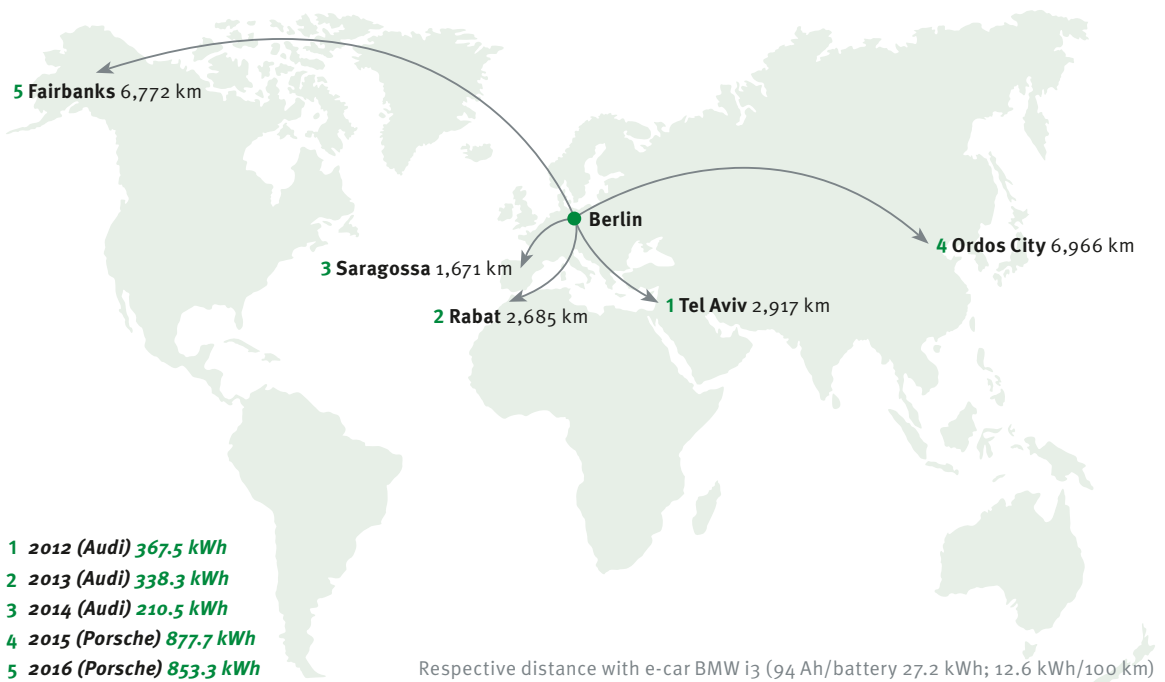 5 Fairbanks 6,772 km
Berlin
4 Ordos City 6,966 km
3 Saragossa 1,671 km
1 Tel Aviv 2,917 km
2 Rabat 2,685 km
1 2012 (Audi) 367.5 kWh
2 2013 (Audi) 338.3 kWh
3 2014 (Audi) 210.5 kWh
4 2015 (Porsche) 877.7 kWh
5 2016 (Porsche) 853.3 kWh
Respective distance with e-car BMW i3 (94 Ah/battery 27.2 kWh; 12.6 kWh/100 km)